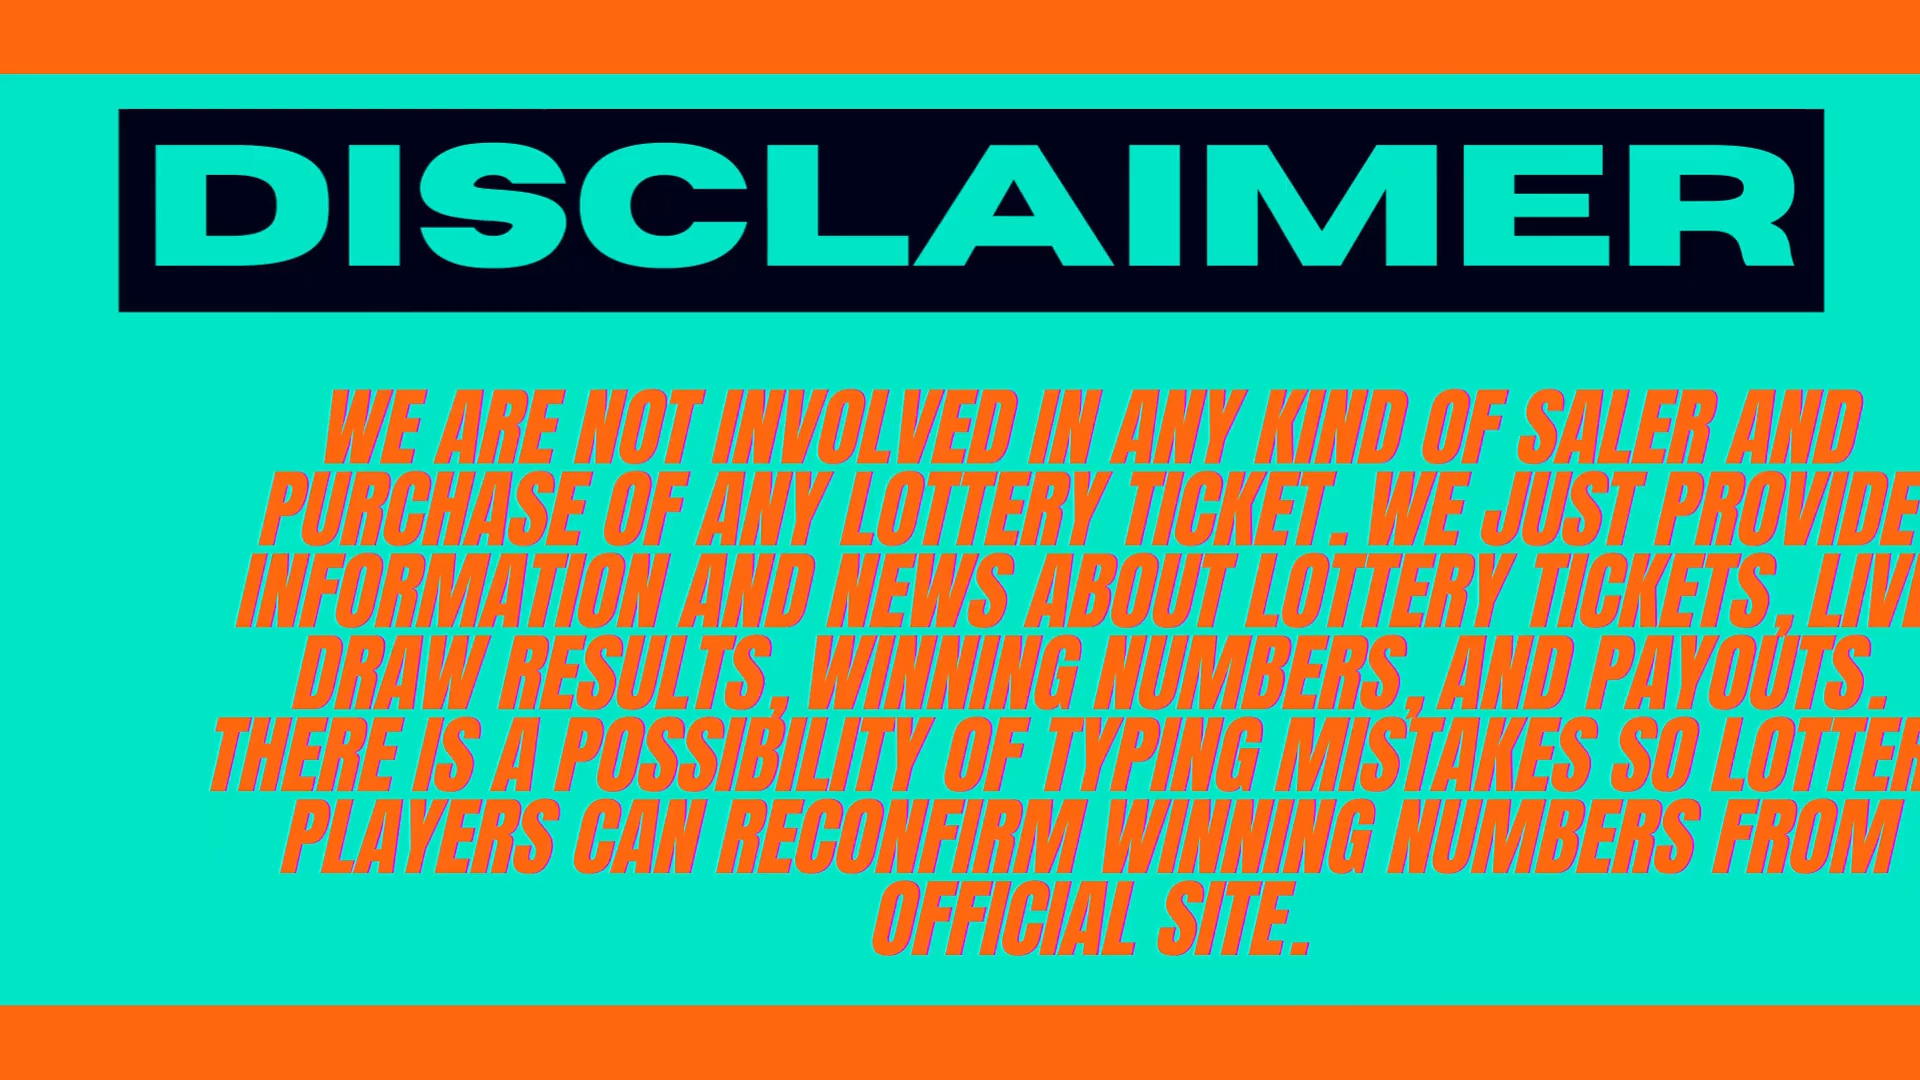 DISCLAIMER
WE ARE NOT INVOLVED IN ANY KIND OF SALER AND
PURCHASE OF ANY LOTTERY TICKET. WE JUST PROVIDE
INFORMATION AND NEWS ABOUT LOTTERY TICKETS, LIVE
DRAW RESULTS, WINNING NUMBERS, AND PAYOUTS.
THERE IS A POSSIBILITY OF TYPING MISTAKES SO LOTTER
PLAYERS CAN RECONFIRM WINNING NUMBERS FROM
OFFICIAL SITE.